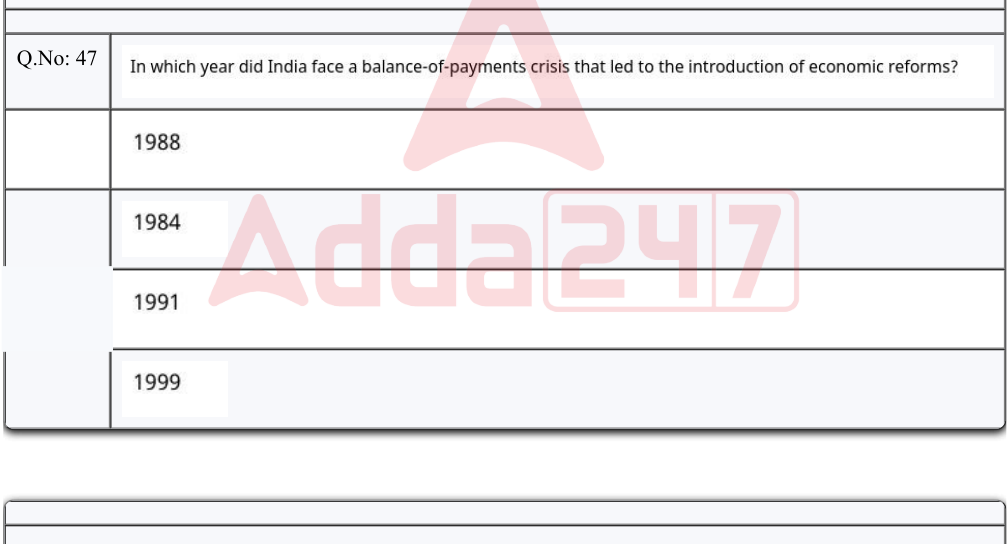 Q.No: 47
In which year did India face a balance-of-payments crisis that led to the introduction of economic reforms?
1988
1984
Adda247
1991
1999